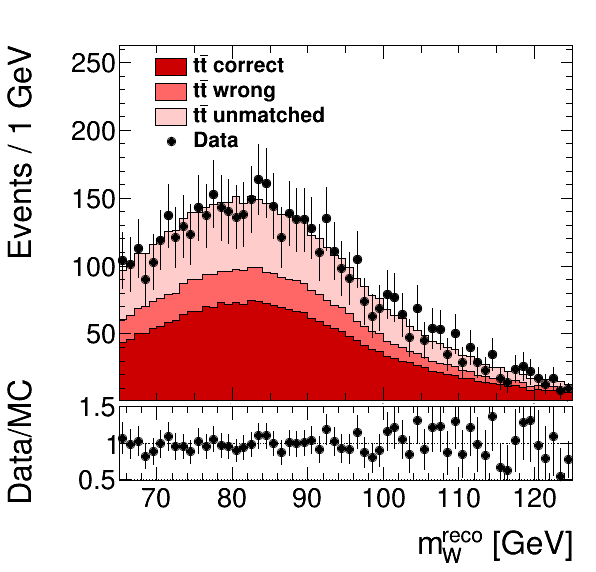 Events / 1 GeV
250
200
150
100
50
tt̄ correct
tt̄ wrong
tt̄ unmatched
Data
Data/MC
1.5
1
0.5
70 80 90 100 110 120
m_W^reco [GeV]